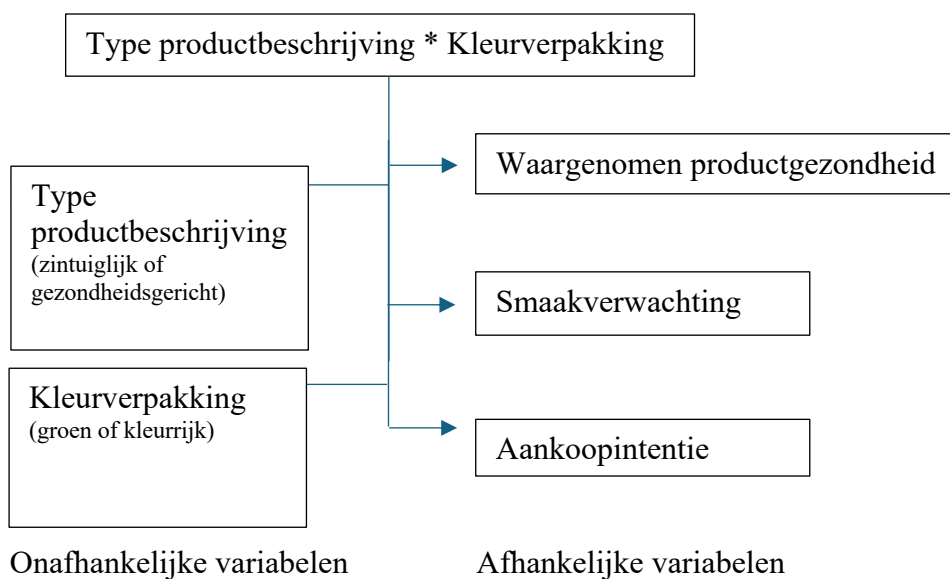 Type productbeschrijving * Kleurverpakking
Type
productbeschrijving
(zintuiglijk of
gezondheidsgericht)
Kleurverpakking
(groen of kleurrijk)
Onafhankelijke variabelen
Waargenomen productgezondheid
Smaakverwachting
Aankoopintentie
Afhankelijke variabelen